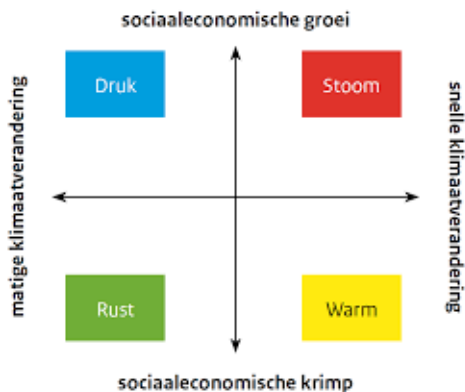 sociaaleconomische groei
matige klimaatverandering
Druk
Stoom
snelle klimaatverandering
Rust
Warm
sociaaleconomische krimp